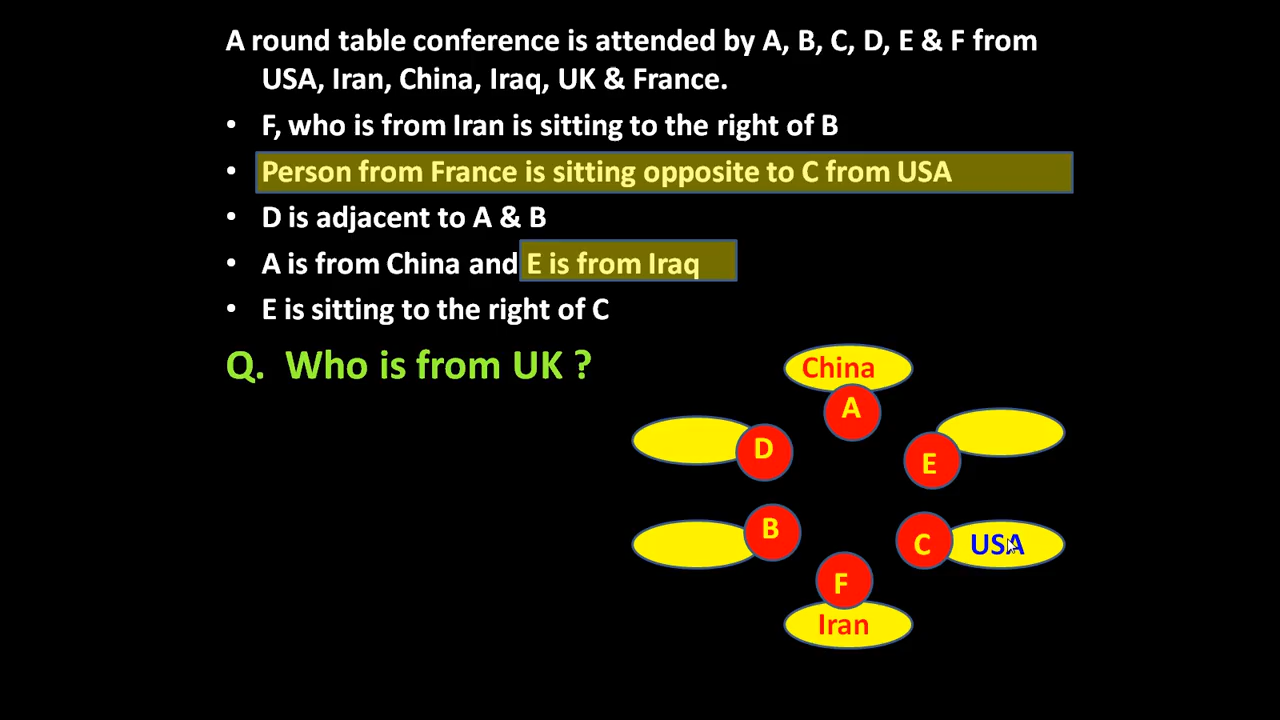 A round table conference is attended by A, B, C, D, E & F from
USA, Iran, China, Iraq, UK & France.
• F, who is from Iran is sitting to the right of B
• Person from France is sitting opposite to C from USA
• D is adjacent to A & B
• A is from China and E is from Iraq
• E is sitting to the right of C
Q. Who is from UK ?
China
A
D
E
B
C USA
F
Iran